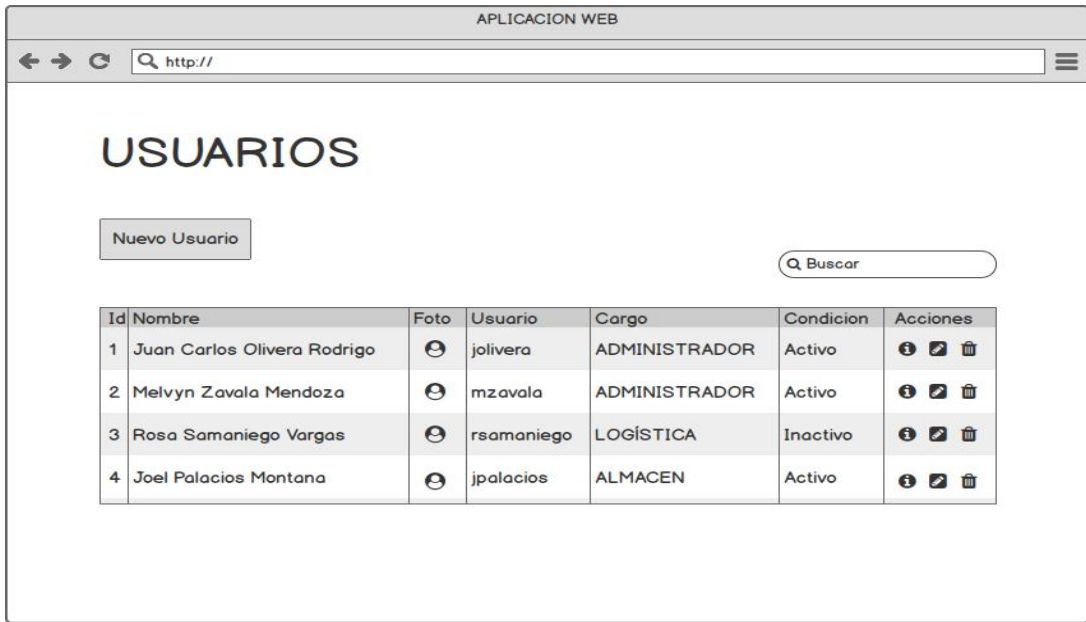 APLICACION WEB
http://
USUARIOS
Nuevo Usuario
Buscar
Id Nombre Foto Usuario Cargo Condicion Acciones
1 Juan Carlos Olivera Rodrigo jolivera ADMINISTRADOR Activo
2 Melvyn Zavala Mendoza mzavala ADMINISTRADOR Activo
3 Rosa Samaniego Vargas rsamaniego LOGÍSTICA Inactivo
4 Joel Palacios Montana jpalacios ALMACEN Activo